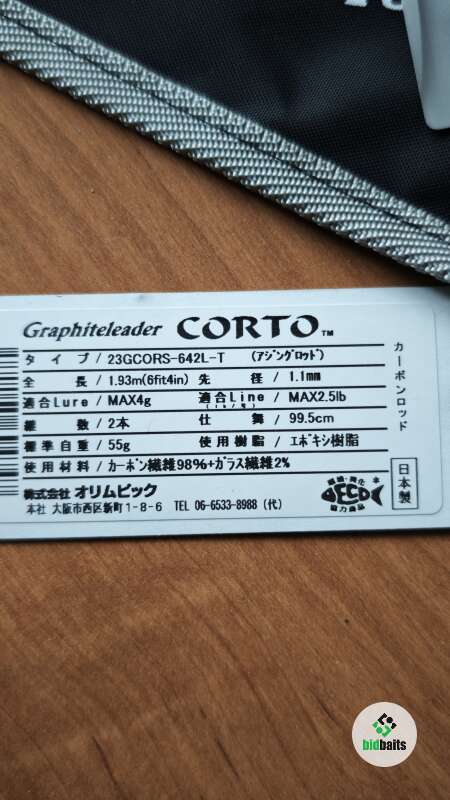 Graphiteleader CORTO™
タイプ / 23GCORS-642L-T (アジングロッド)
全長 / 1.93m(6fit4in) 先径 / 1.1mm
適合Lure / MAX4g 適合Line / MAX2.5lb
継数 / 2本 仕舞 / 99.5cm
標準自重 / 55g 使用樹脂 / エポキシ樹脂
使用材料 / カーボン繊維98%+ガラス繊維2%
株式会社 オリムピック
本社 大阪市西区新町1-8-6 TEL 06-6533-8988 (代)
カーボンロッド
ECO
協力商品
日本製
bidbaits